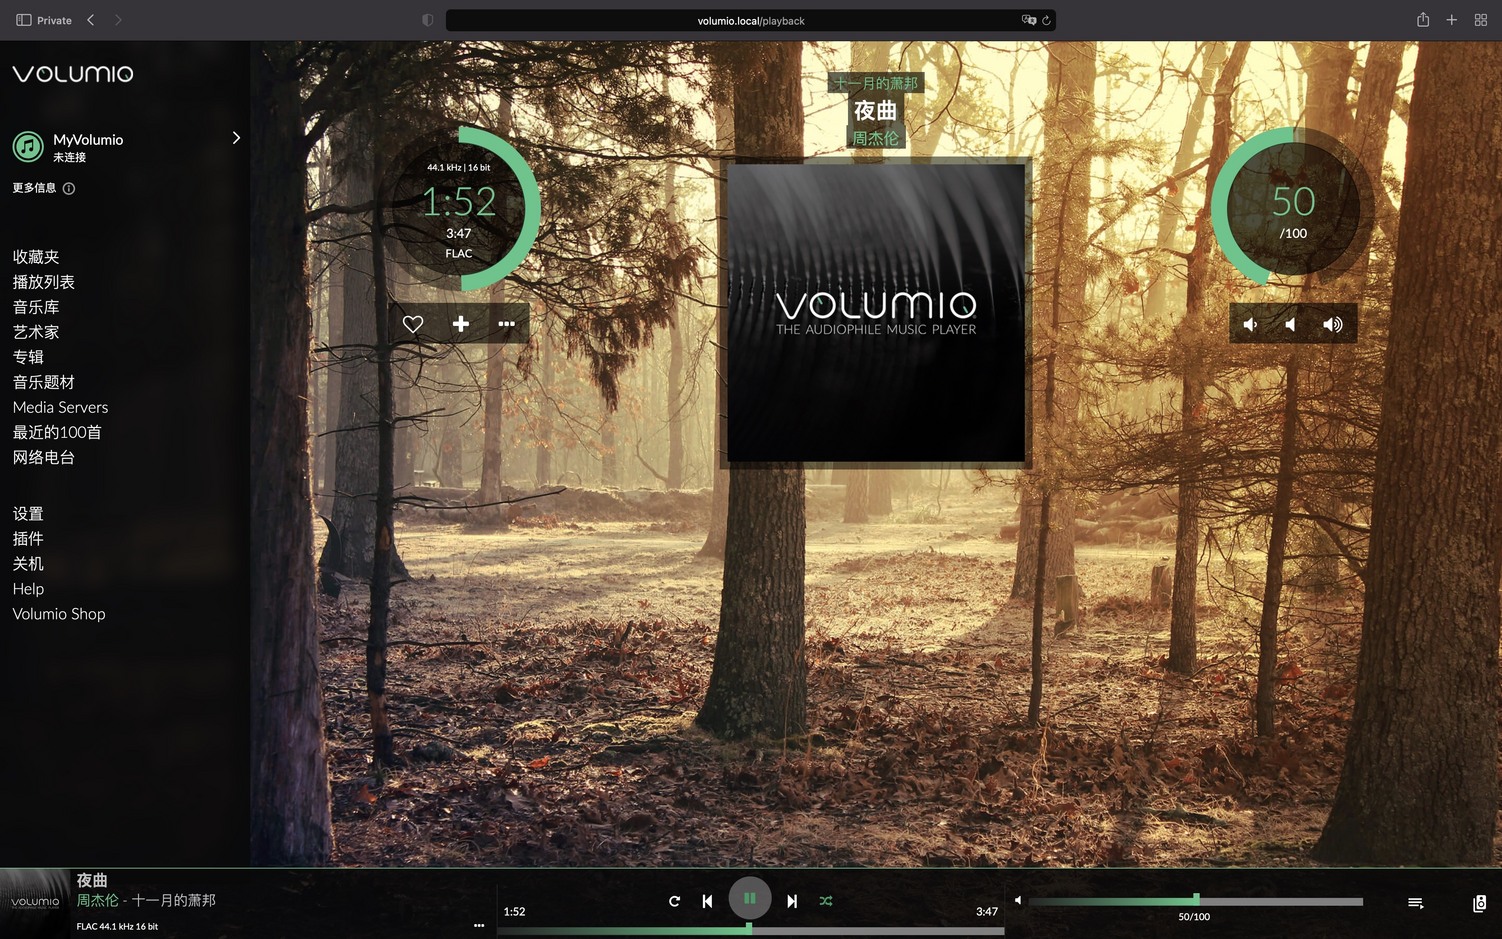 Private
volumio.local/playback
VOLUMIO
MyVolumio
未连接
更多信息
收藏夹
播放列表
音乐库
艺术家
专辑
音乐题材
Media Servers
最近的100首
网络电台
设置
插件
关机
Help
Volumio Shop
44.1 kHz | 16 bit
1:52
3:47
FLAC
十一月的萧邦
夜曲
周杰伦
VOLUMIO
THE AUDIOPHILE MUSIC PLAYER
50
/100
VOLUMIO
夜曲
周杰伦 - 十一月的萧邦
FLAC 44.1 kHz 16 bit
1:52
3:47
50/100